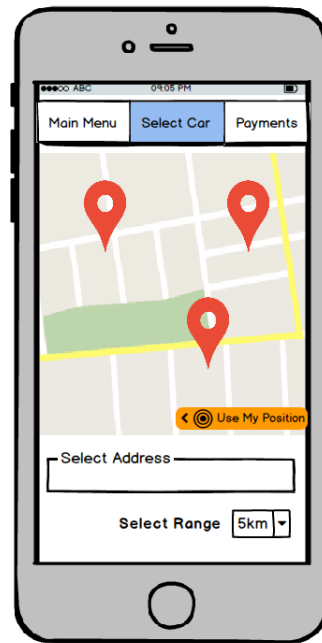 ABC 09:05 PM
Main Menu Select Car Payments
Use My Position
Select Address
Select Range 5km